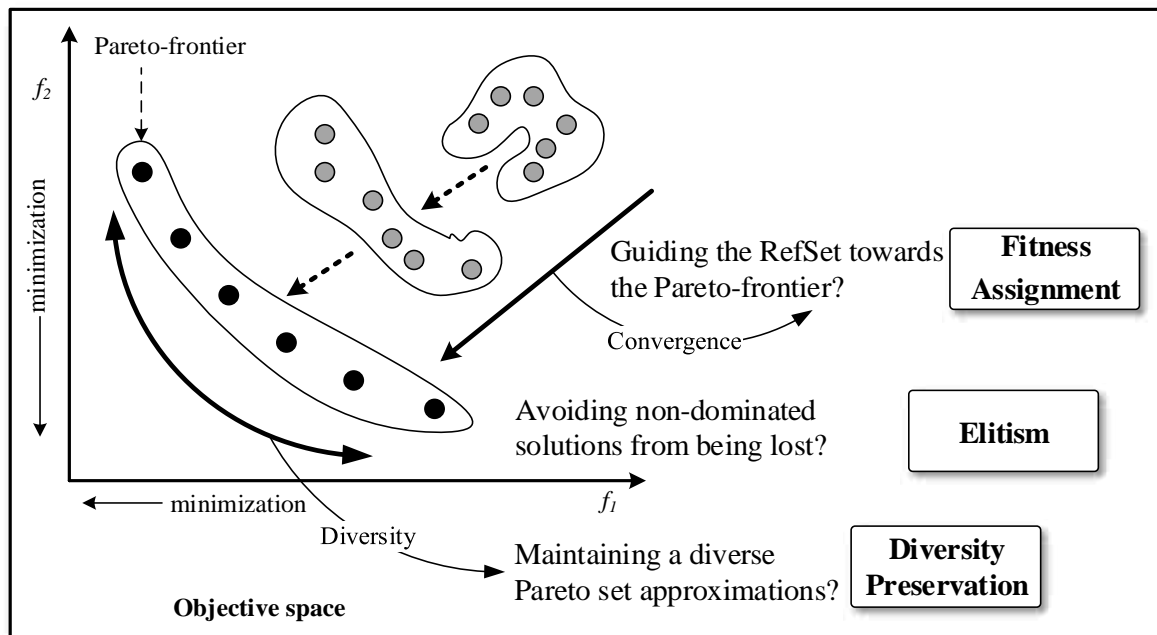 Pareto-frontier
f2
minimization
Guiding the RefSet towards
the Pareto-frontier?
Fitness
Assignment
Convergence
Avoiding non-dominated
solutions from being lost?
Elitism
minimization
f1
Diversity
Maintaining a diverse
Pareto set approximations?
Diversity
Preservation
Objective space